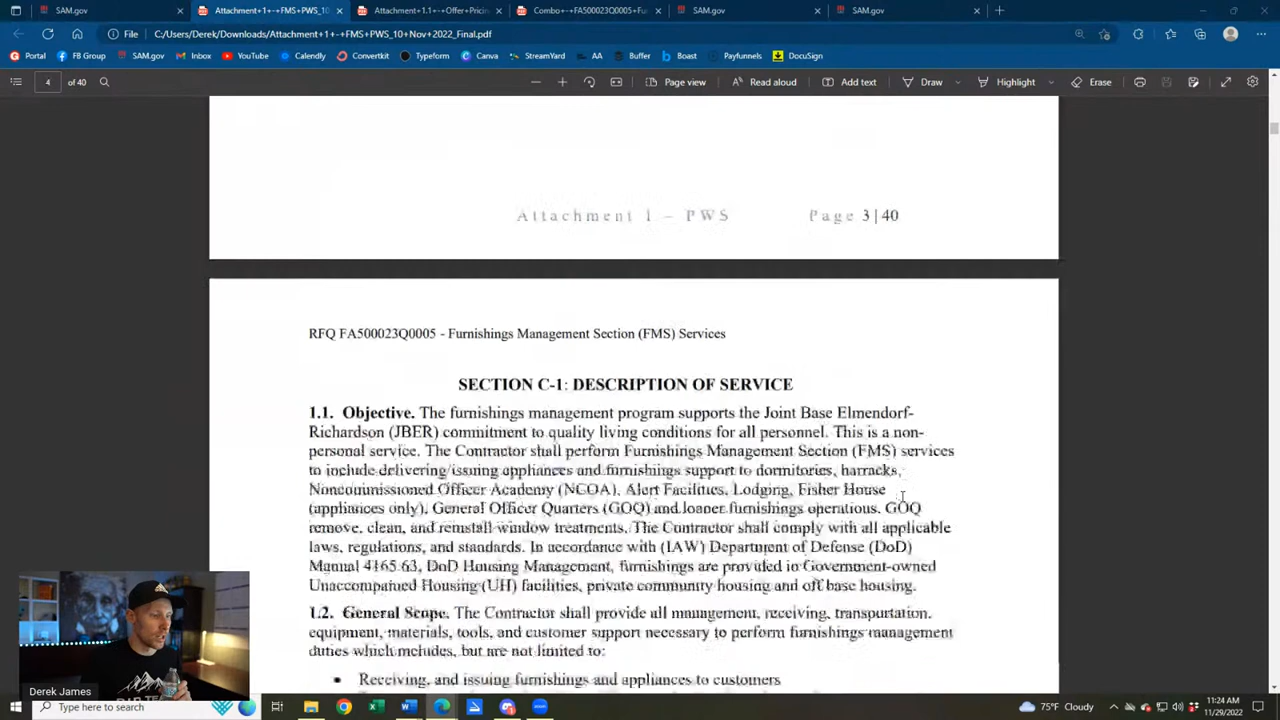 SAM.gov
Attachment+1+-+FMS+PWS_10
Attachment+1.1+-+Offer+Pricin
Combo+-+FA500023Q0005+Fu
SAM.gov
SAM.gov
File
C:/Users/Derek/Downloads/Attachment+1+-+FMS+PWS_10+Nov+2022_Final.pdf
Portal
FB Group
SAM.gov
Inbox
YouTube
Calendly
Convertkit
Typeform
Canva
StreamYard
AA
Buffer
Boast
Payfunnels
DocuSign
4 of 40
Page view
Read aloud
Add text
Draw
Highlight
Erase
Attachment 1 – PWS Page 3|40
RFQ FA500023Q0005 - Furnishings Management Section (FMS) Services
SECTION C-1: DESCRIPTION OF SERVICE
1.1. Objective. The furnishings management program supports the Joint Base Elmendorf-
Richardson (JBER) commitment to quality living conditions for all personnel. This is a non-
personal service. The Contractor shall perform Furnishings Management Section (FMS) services
to include delivering/issuing appliances and furnishings support to dormitories, barracks,
Noncommissioned Officer Academy (NCOA), Alert Facilities, Lodging, Fisher House
(appliances only), General Officer Quarters (GOQ) and loaner furnishings operations. GOQ
remove, clean, and reinstall window treatments. The Contractor shall comply with all applicable
laws, regulations, and standards. In accordance with (IAW) Department of Defense (DoD)
Manual 4165.63, DoD Housing Management, furnishings are provided in Government-owned
Unaccompanied Housing (UH) facilities, private community housing and off base housing.
1.2. General Scope. The Contractor shall provide all management, receiving, transportation,
equipment, materials, tools, and customer support necessary to perform furnishings management
duties which includes, but are not limited to:
• Receiving, and issuing furnishings and appliances to customers
Derek James
Type here to search
75°F Cloudy
11:24 AM
11/29/2022